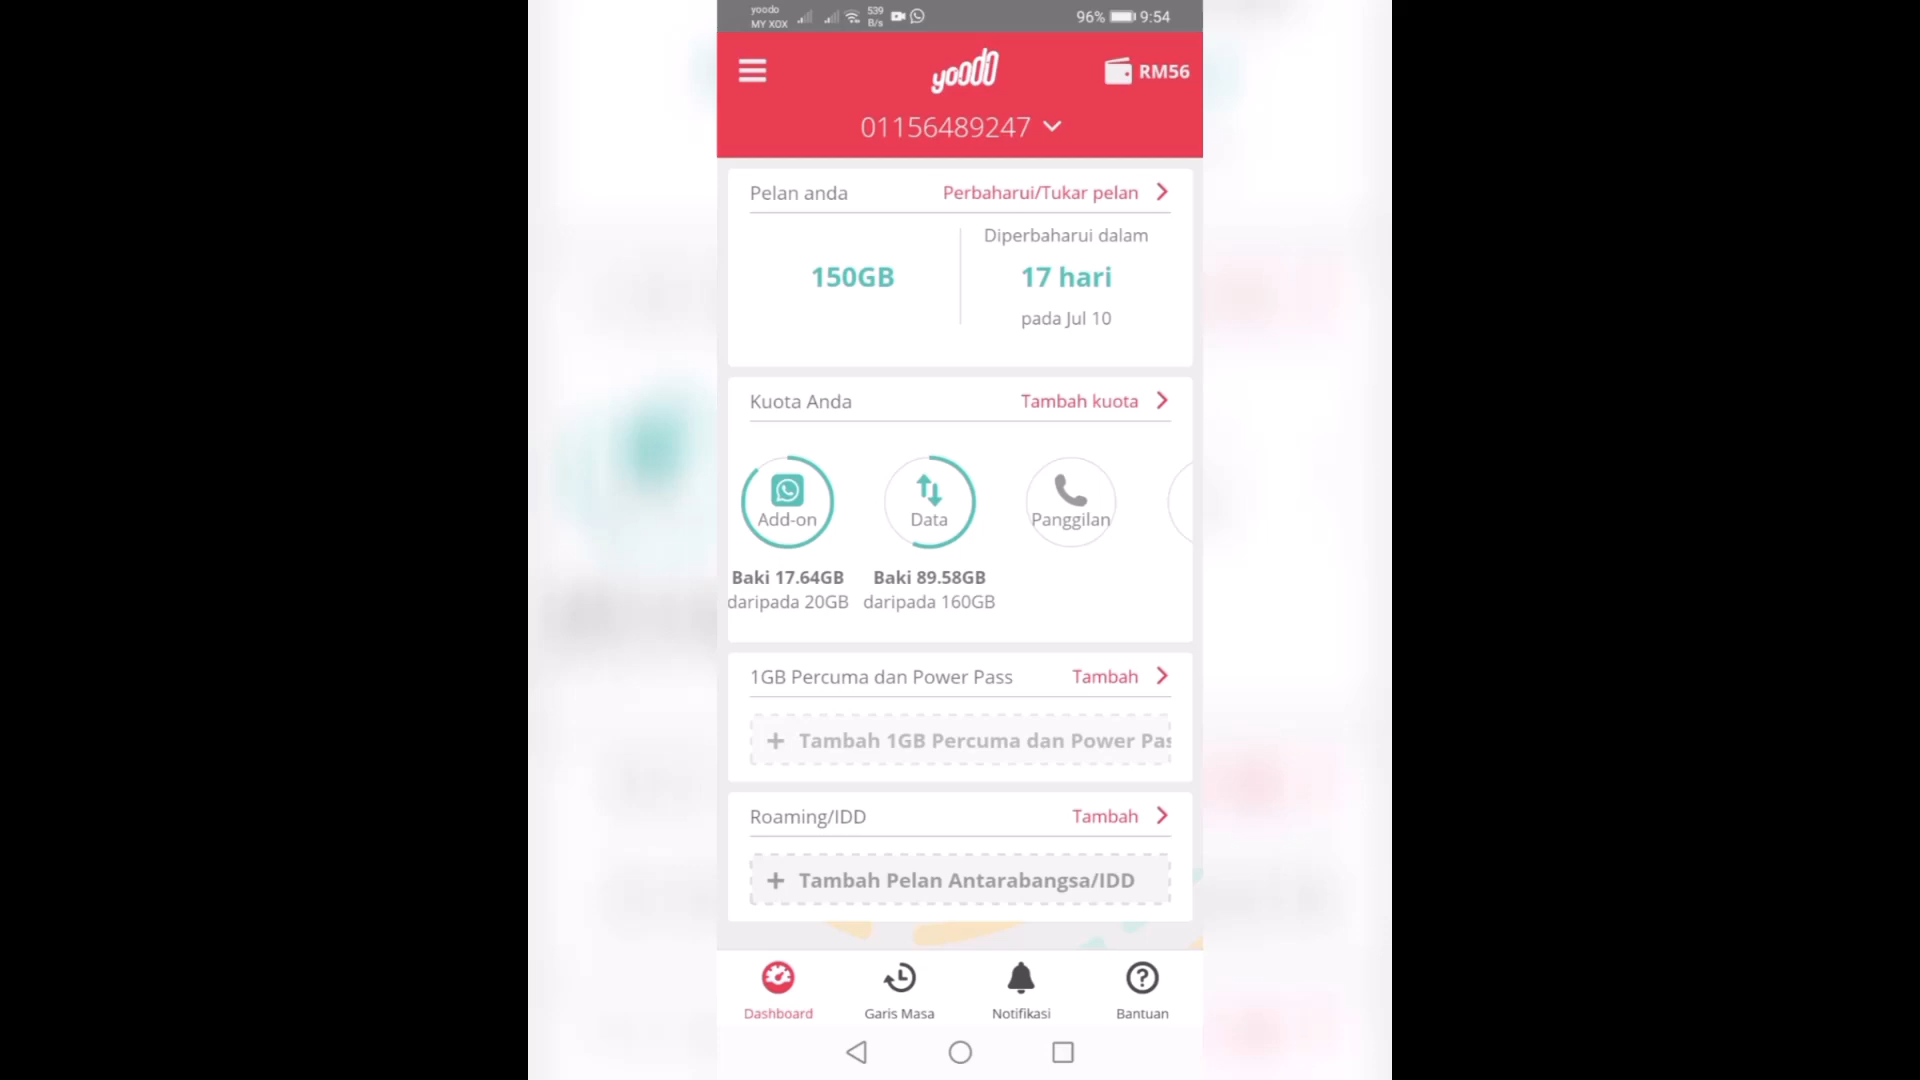 yoodo
MY XOX
539
B/s
96%
9:54
yoodo
RM56
01156489247
Pelan anda
Perbaharui/Tukar pelan
150GB
Diperbaharui dalam
17 hari
pada Jul 10
Kuota Anda
Tambah kuota
Add-on
Data
Panggilan
Baki 17.64GB
Baki 89.58GB
daripada 20GB
daripada 160GB
1GB Percuma dan Power Pass
Tambah
+ Tambah 1GB Percuma dan Power Pas
Roaming/IDD
Tambah
+ Tambah Pelan Antarabangsa/IDD
Dashboard
Garis Masa
Notifikasi
Bantuan